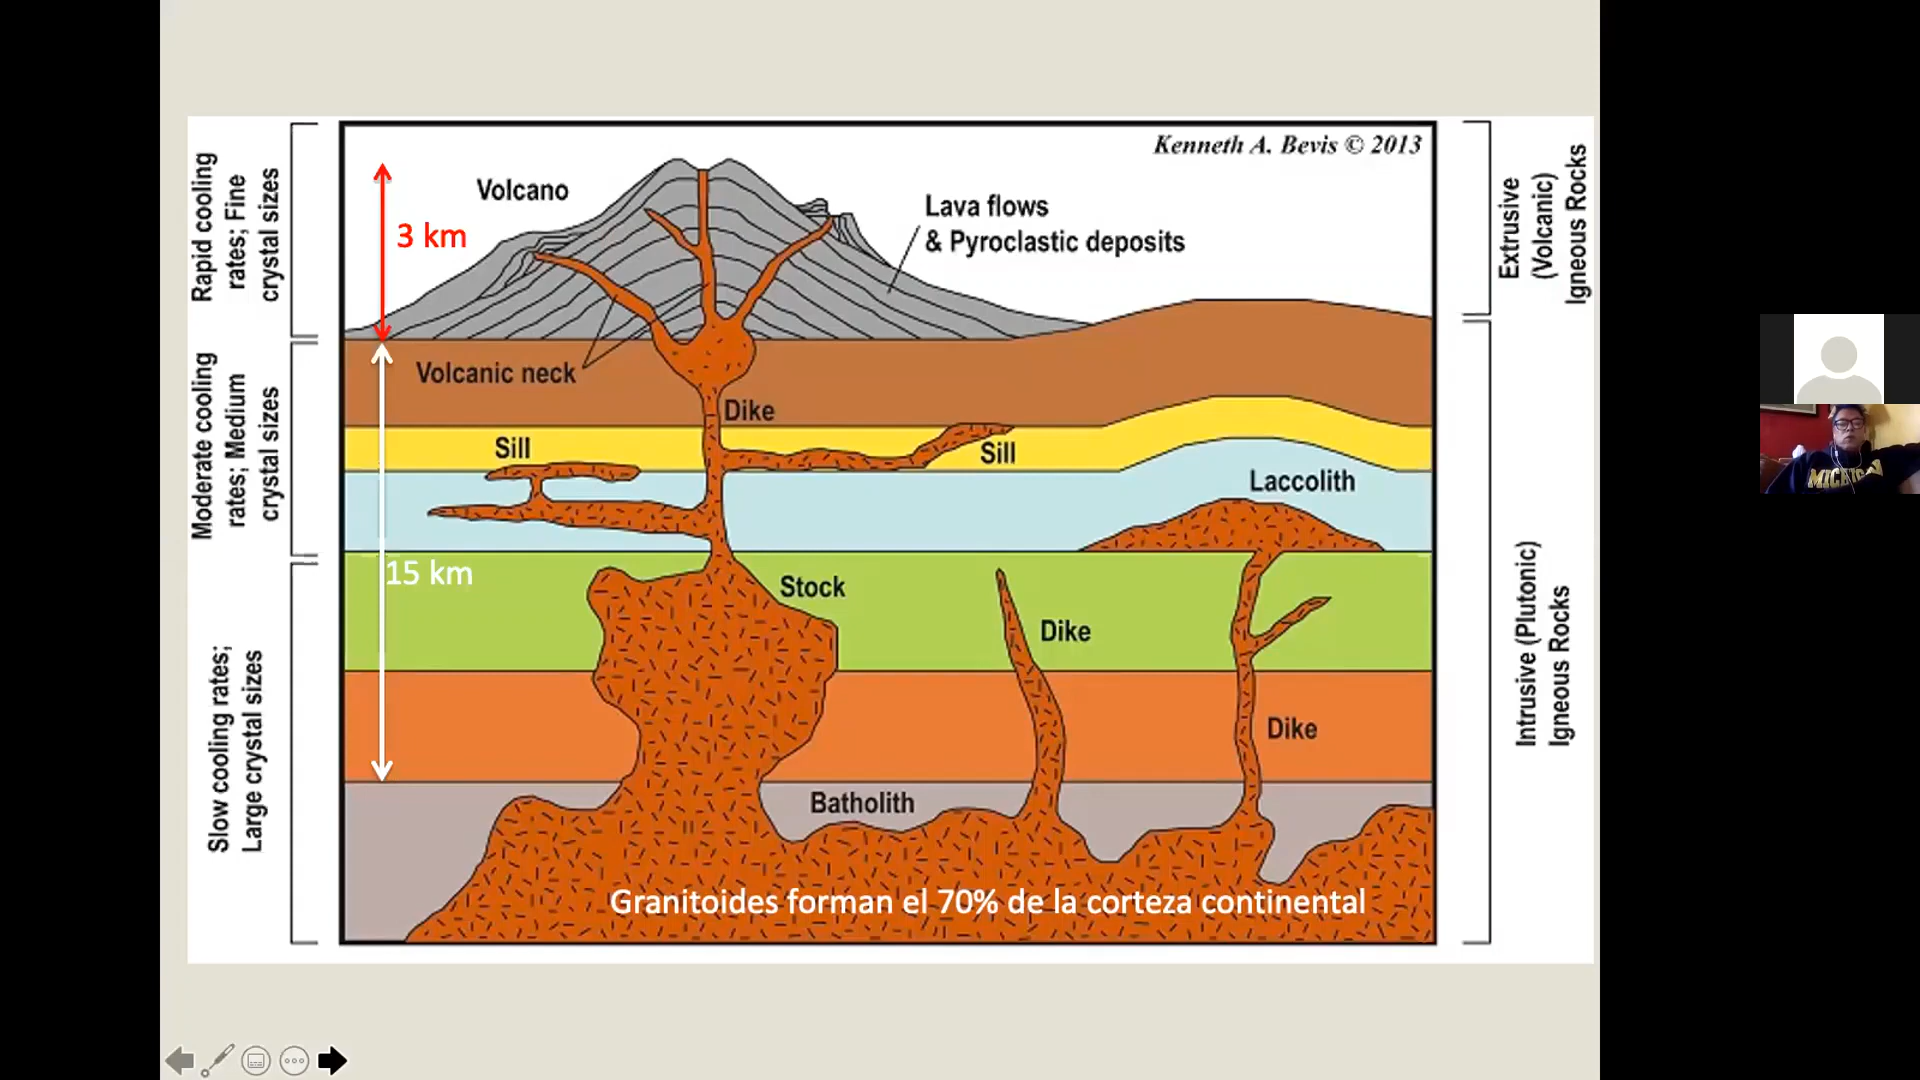 Kenneth A. Bevis © 2013
Rapid cooling
rates; Fine
crystal sizes
Moderate cooling
rates; Medium
crystal sizes
Slow cooling rates;
Large crystal sizes
3 km
15 km
Volcano
Lava flows
& Pyroclastic deposits
Volcanic neck
Dike
Sill
Sill
Laccolith
Stock
Dike
Dike
Batholith
Granitoides forman el 70% de la corteza continental
Extrusive
(Volcanic)
Igneous Rocks
Intrusive (Plutonic)
Igneous Rocks
MICHIGAN